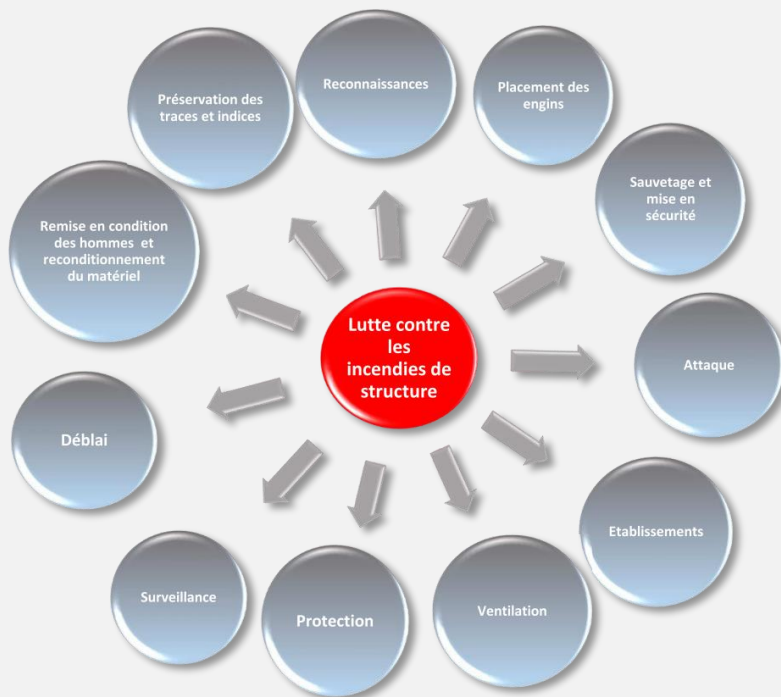 Reconnaissances
Placement des
engins
Sauvetage et
mise en
sécurité
Attaque
Etablissements
Ventilation
Protection
Surveillance
Déblai
Remise en condition
des hommes et
reconditionnement
du matériel
Préservation des
traces et indices
Lutte contre
les
incendies de
structure